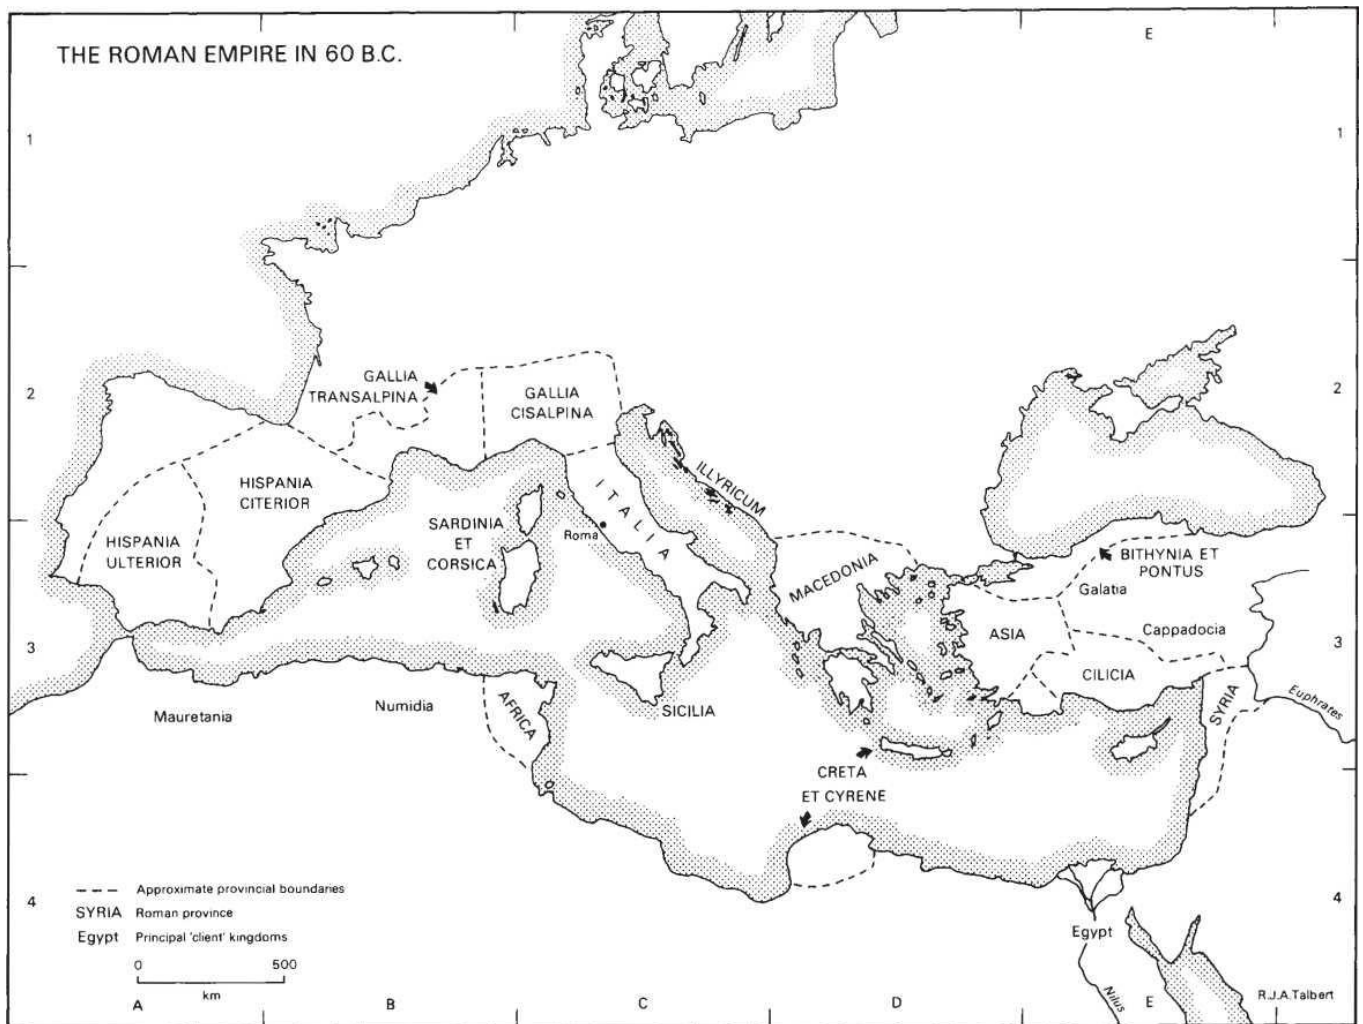 THE ROMAN EMPIRE IN 60 B.C.
E
1
1
2
2
GALLIA
TRANSALPINA
GALLIA
CISALPINA
HISPANIA
CITERIOR
ILLYRICUM
ITALIA
SARDINIA
ET
CORSICA
Roma
HISPANIA
ULTERIOR
MACEDONIA
BITHYNIA ET
PONTUS
Galatia
ASIA
Cappadocia
3
3
CILICIA
Mauretania
Numidia
AFRICA
SICILIA
SYRIA
Euphrates
CRETA
ET CYRENE
Approximate provincial boundaries
SYRIA Roman province
Egypt Principal 'client' kingdoms
4
4
Egypt
0 500
km
Nilus
A
B
C
D
E
R.J.A.Talbert